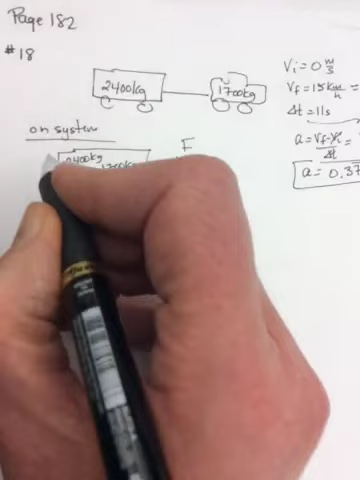 Page 182
#18
2400kg
1700kg
Vi = 0 m/s
Vf = 15 km/h
Δt = 11s
a = Vf - Vi / Δt =
a = 0.37
on system
2400kg
1700kg
F